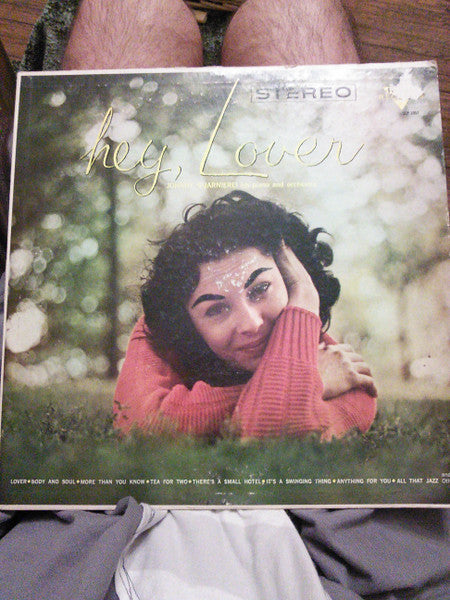 STEREO
hey, Lover
JOHNNY GUARNIERI piano and orchestra
LOVER • BODY AND SOUL • MORE THAN YOU KNOW • TEA FOR TWO • THERE'S A SMALL HOTEL • IT'S A SWINGING THING • ANYTHING FOR YOU • ALL THAT JAZZ